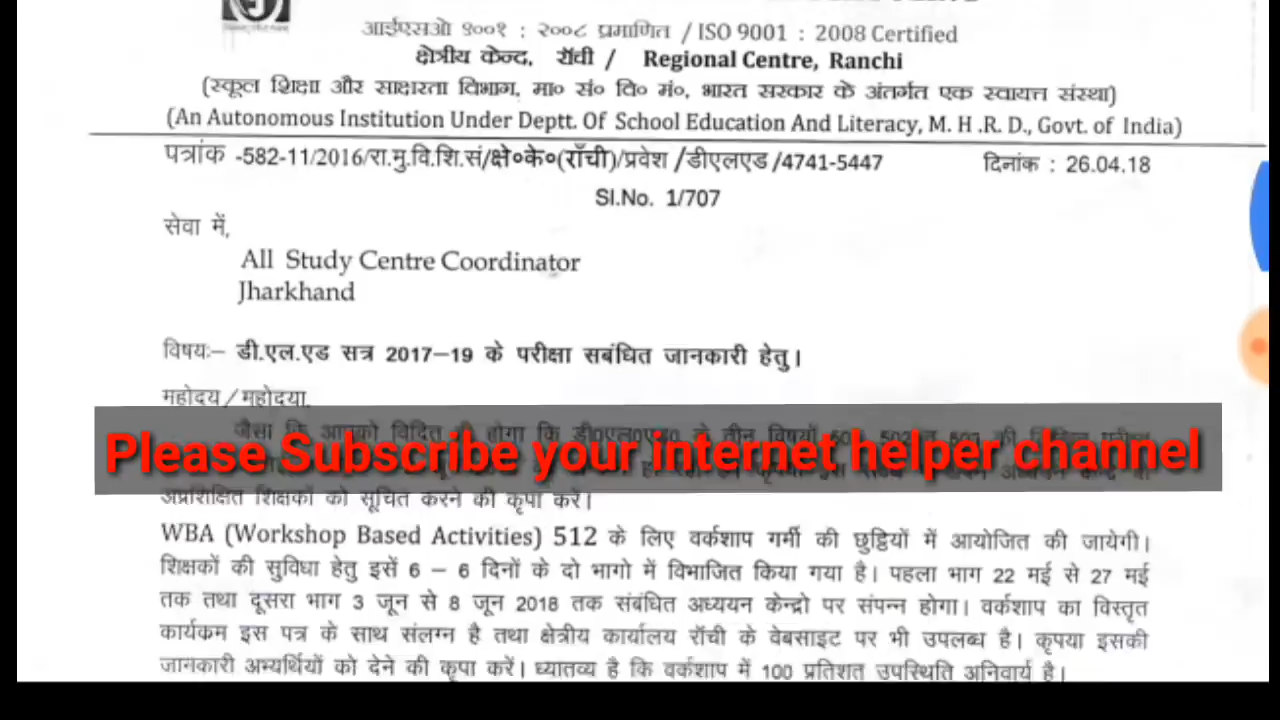 आईएसओ ९००१ : २००८ प्रमाणित / ISO 9001 : 2008 Certified
क्षेत्रीय केन्द, रॉची / Regional Centre, Ranchi
(स्कूल शिक्षा और साक्षरता विभाग, मा० सं० वि० मं०, भारत सरकार के अंतर्गत एक स्वायत्त संस्था)
(An Autonomous Institution Under Deptt. Of School Education And Literacy, M. H .R. D., Govt. of India)
पत्रांक -582-11/2016/रा.मु.वि.शि.सं/क्षे०के०(राँची)/प्रवेश /डीएलएड /4741-5447 दिनांक : 26.04.18
Sl.No. 1/707
सेवा में,
All Study Centre Coordinator
Jharkhand
विषयः– डी.एल.एड सत्र 2017–19 के परीक्षा सबंधित जानकारी हेतु।
महोदय/महोदया,
जैसा कि आपको विदित ही होगा कि डी०एल०एड० के तीन विषयों
Please Subscribe your internet helper channel
अप्रशिक्षित शिक्षकों को सूचित करने की कृपा करें।
WBA (Workshop Based Activities) 512 के लिए वर्कशाप गर्मी की छुट्टियों में आयोजित की जायेगी।
शिक्षकों की सुविधा हेतु इसें 6 – 6 दिनों के दो भागो में विभाजित किया गया है। पहला भाग 22 मई से 27 मई
तक तथा दूसरा भाग 3 जून से 8 जून 2018 तक संबंधित अध्ययन केन्द्रो पर संपन्न होगा। वर्कशाप का विस्तृत
कार्यकम इस पत्र के साथ संलग्न है तथा क्षेत्रीय कार्यालय रॉची के वेबसाइट पर भी उपलब्ध है। कृपया इसकी
जानकारी अभ्यर्थियों को देने की कृपा करें। ध्यातव्य है कि वर्कशाप में 100 प्रतिशत उपस्थिति अनिवार्य है।